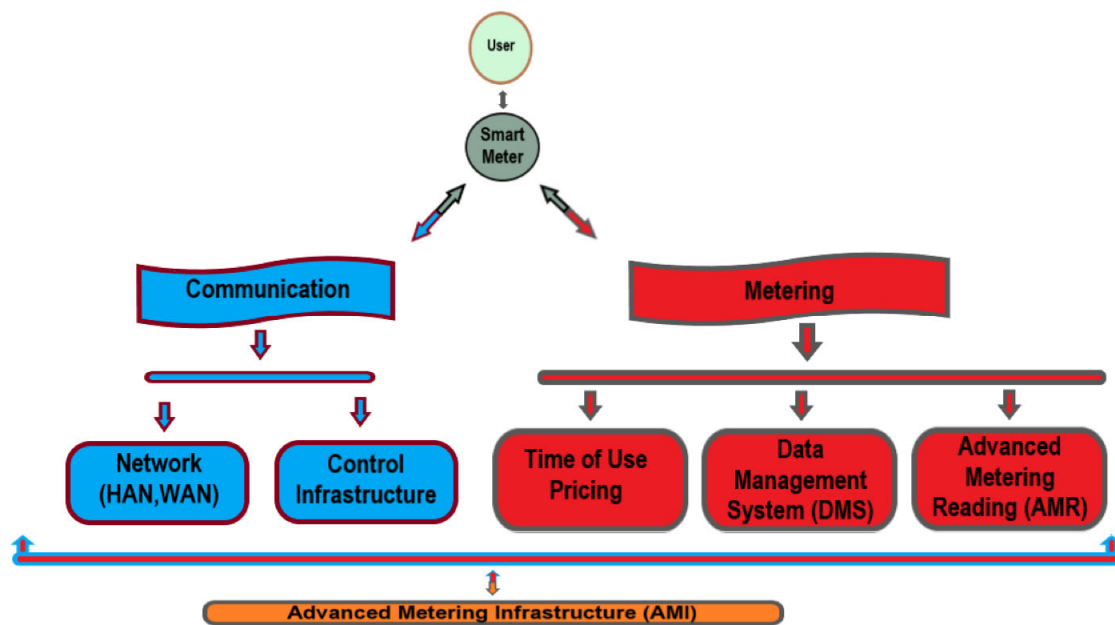 User
Smart
Meter
Communication
Metering
Network
(HAN,WAN)
Control
Infrastructure
Time of Use
Pricing
Data
Management
System (DMS)
Advanced
Metering
Reading (AMR)
Advanced Metering Infrastructure (AMI)